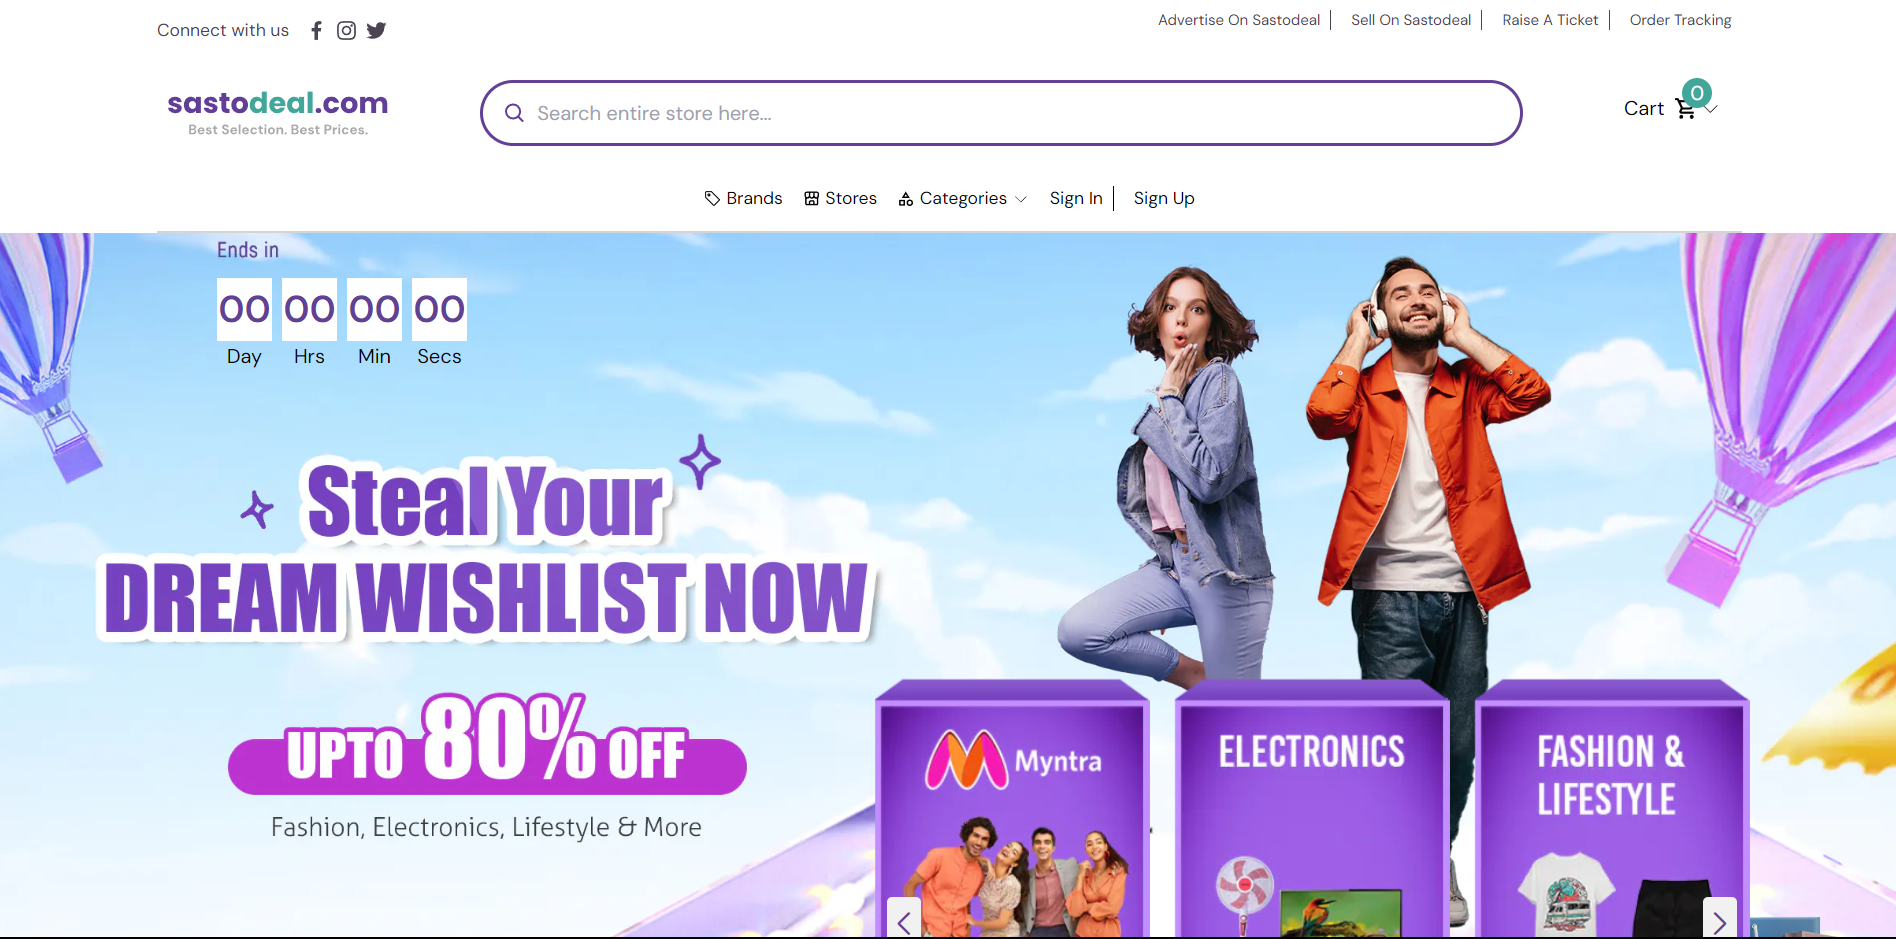 Connect with us
Advertise On Sastodeal
Sell On Sastodeal
Raise A Ticket
Order Tracking
sastodeal.com
Best Selection. Best Prices.
Search entire store here...
Cart
0
Brands
Stores
Categories
Sign In
Sign Up
Ends in
00 00 00 00
Day Hrs Min Secs
Steal Your
DREAM WISHLIST NOW
UPTO 80% OFF
Fashion, Electronics, Lifestyle & More
Myntra
ELECTRONICS
FASHION &
LIFESTYLE